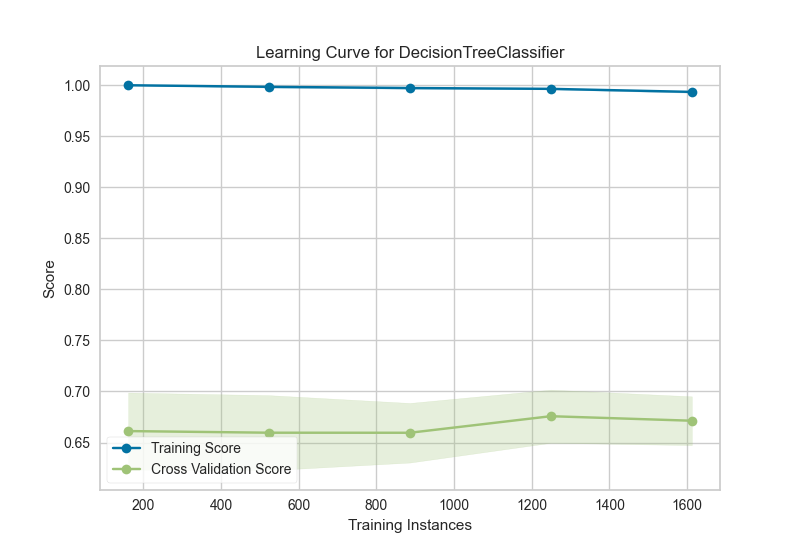 Learning Curve for DecisionTreeClassifier
1.00
0.95
0.90
0.85
0.80
0.75
0.70
0.65
Score
Training Score
Cross Validation Score
200 400 600 800 1000 1200 1400 1600
Training Instances